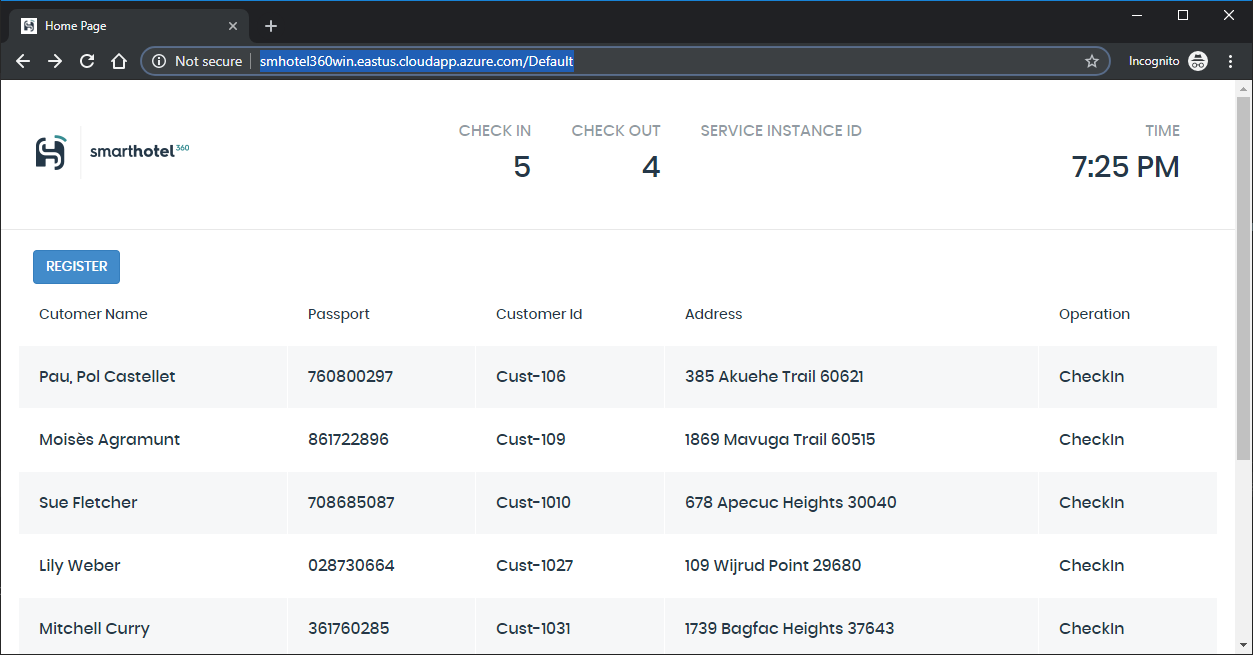 Home Page
Not secure smhotel360win.eastus.cloudapp.azure.com/Default Incognito
smarthotel360
CHECK IN CHECK OUT SERVICE INSTANCE ID TIME
5 4 7:25 PM
REGISTER
Cutomer Name Passport Customer Id Address Operation
Pau, Pol Castellet 760800297 Cust-106 385 Akuehe Trail 60621 CheckIn
Moisès Agramunt 861722896 Cust-109 1869 Mavuga Trail 60515 CheckIn
Sue Fletcher 708685087 Cust-1010 678 Apecuc Heights 30040 CheckIn
Lily Weber 028730664 Cust-1027 109 Wijrud Point 29680 CheckIn
Mitchell Curry 361760285 Cust-1031 1739 Bagfac Heights 37643 CheckIn